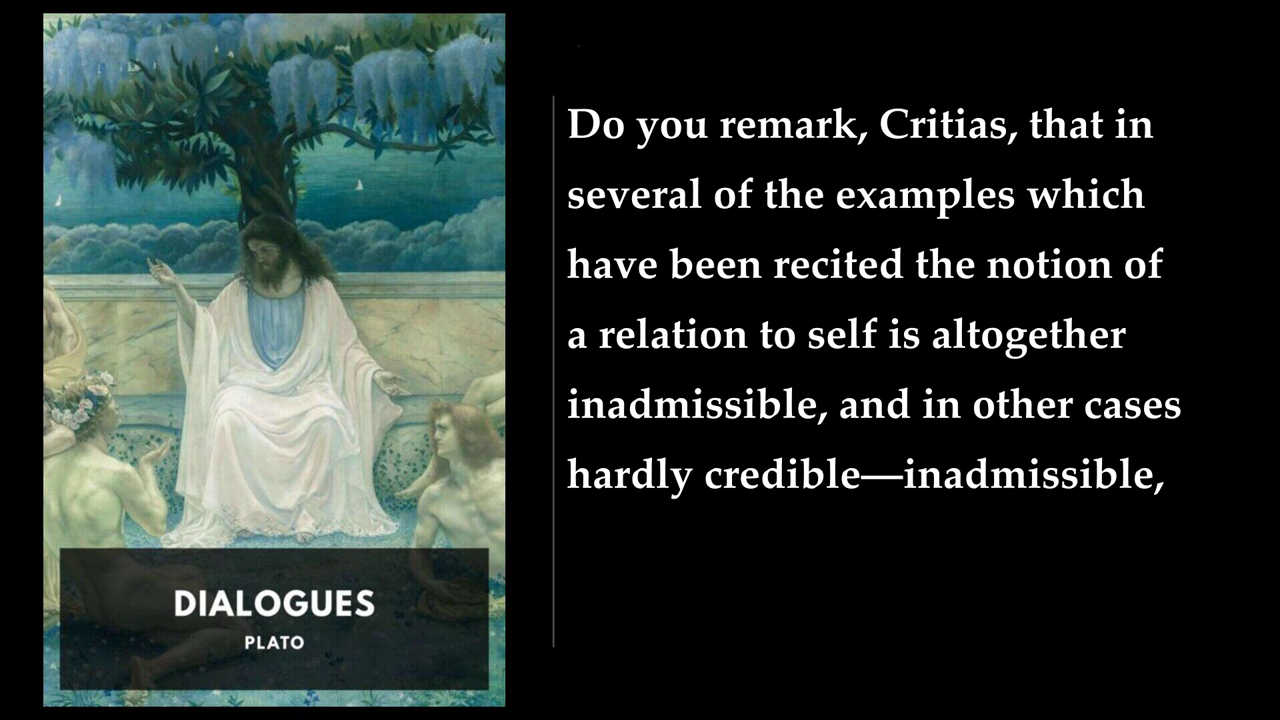 DIALOGUES
PLATO
Do you remark, Critias, that in
several of the examples which
have been recited the notion of
a relation to self is altogether
inadmissible, and in other cases
hardly credible—inadmissible,